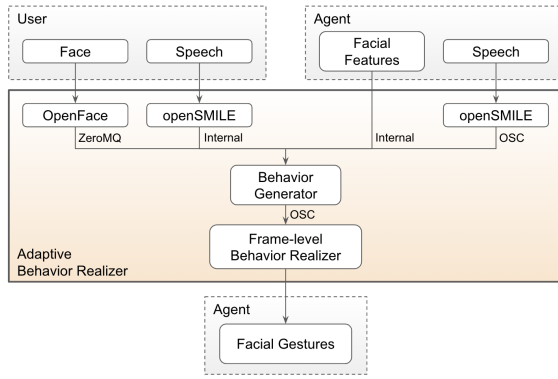 User
Agent
Face
Speech
Facial
Features
Speech
OpenFace
openSMILE
openSMILE
ZeroMQ
Internal
Internal
OSC
Behavior
Generator
OSC
Frame-level
Behavior Realizer
Adaptive
Behavior Realizer
Agent
Facial Gestures